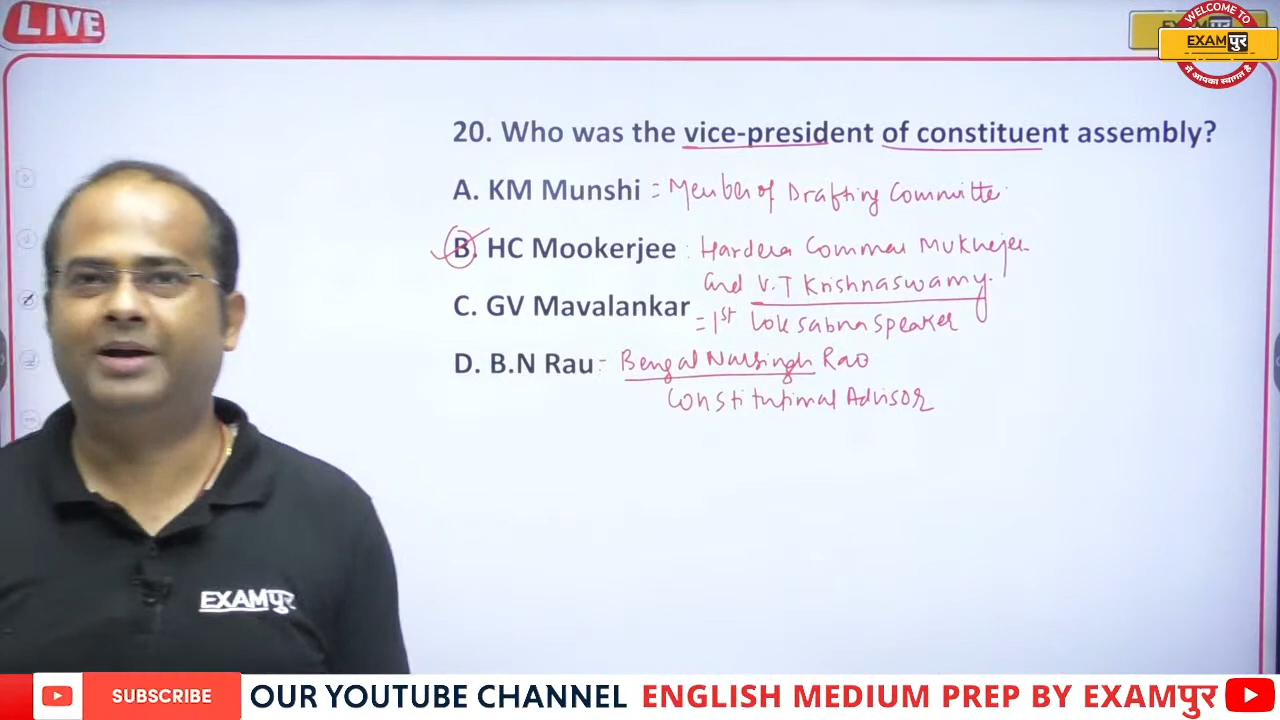 LIVE
WELCOME TO
EXAMपुर
में आपका स्वागत है
20. Who was the vice-president of constituent assembly?
A. KM Munshi = Member of Drafting Committe
B. HC Mookerjee : Hardera Commar Mukherjee
and V.T Krishnaswamy.
C. GV Mavalankar
= 1st Lok Sabha Speaker
D. B.N Rau - Bengal Narsingh Rao
Constitutional Advisor
EXAMपुर
SUBSCRIBE OUR YOUTUBE CHANNEL ENGLISH MEDIUM PREP BY EXAMपुर